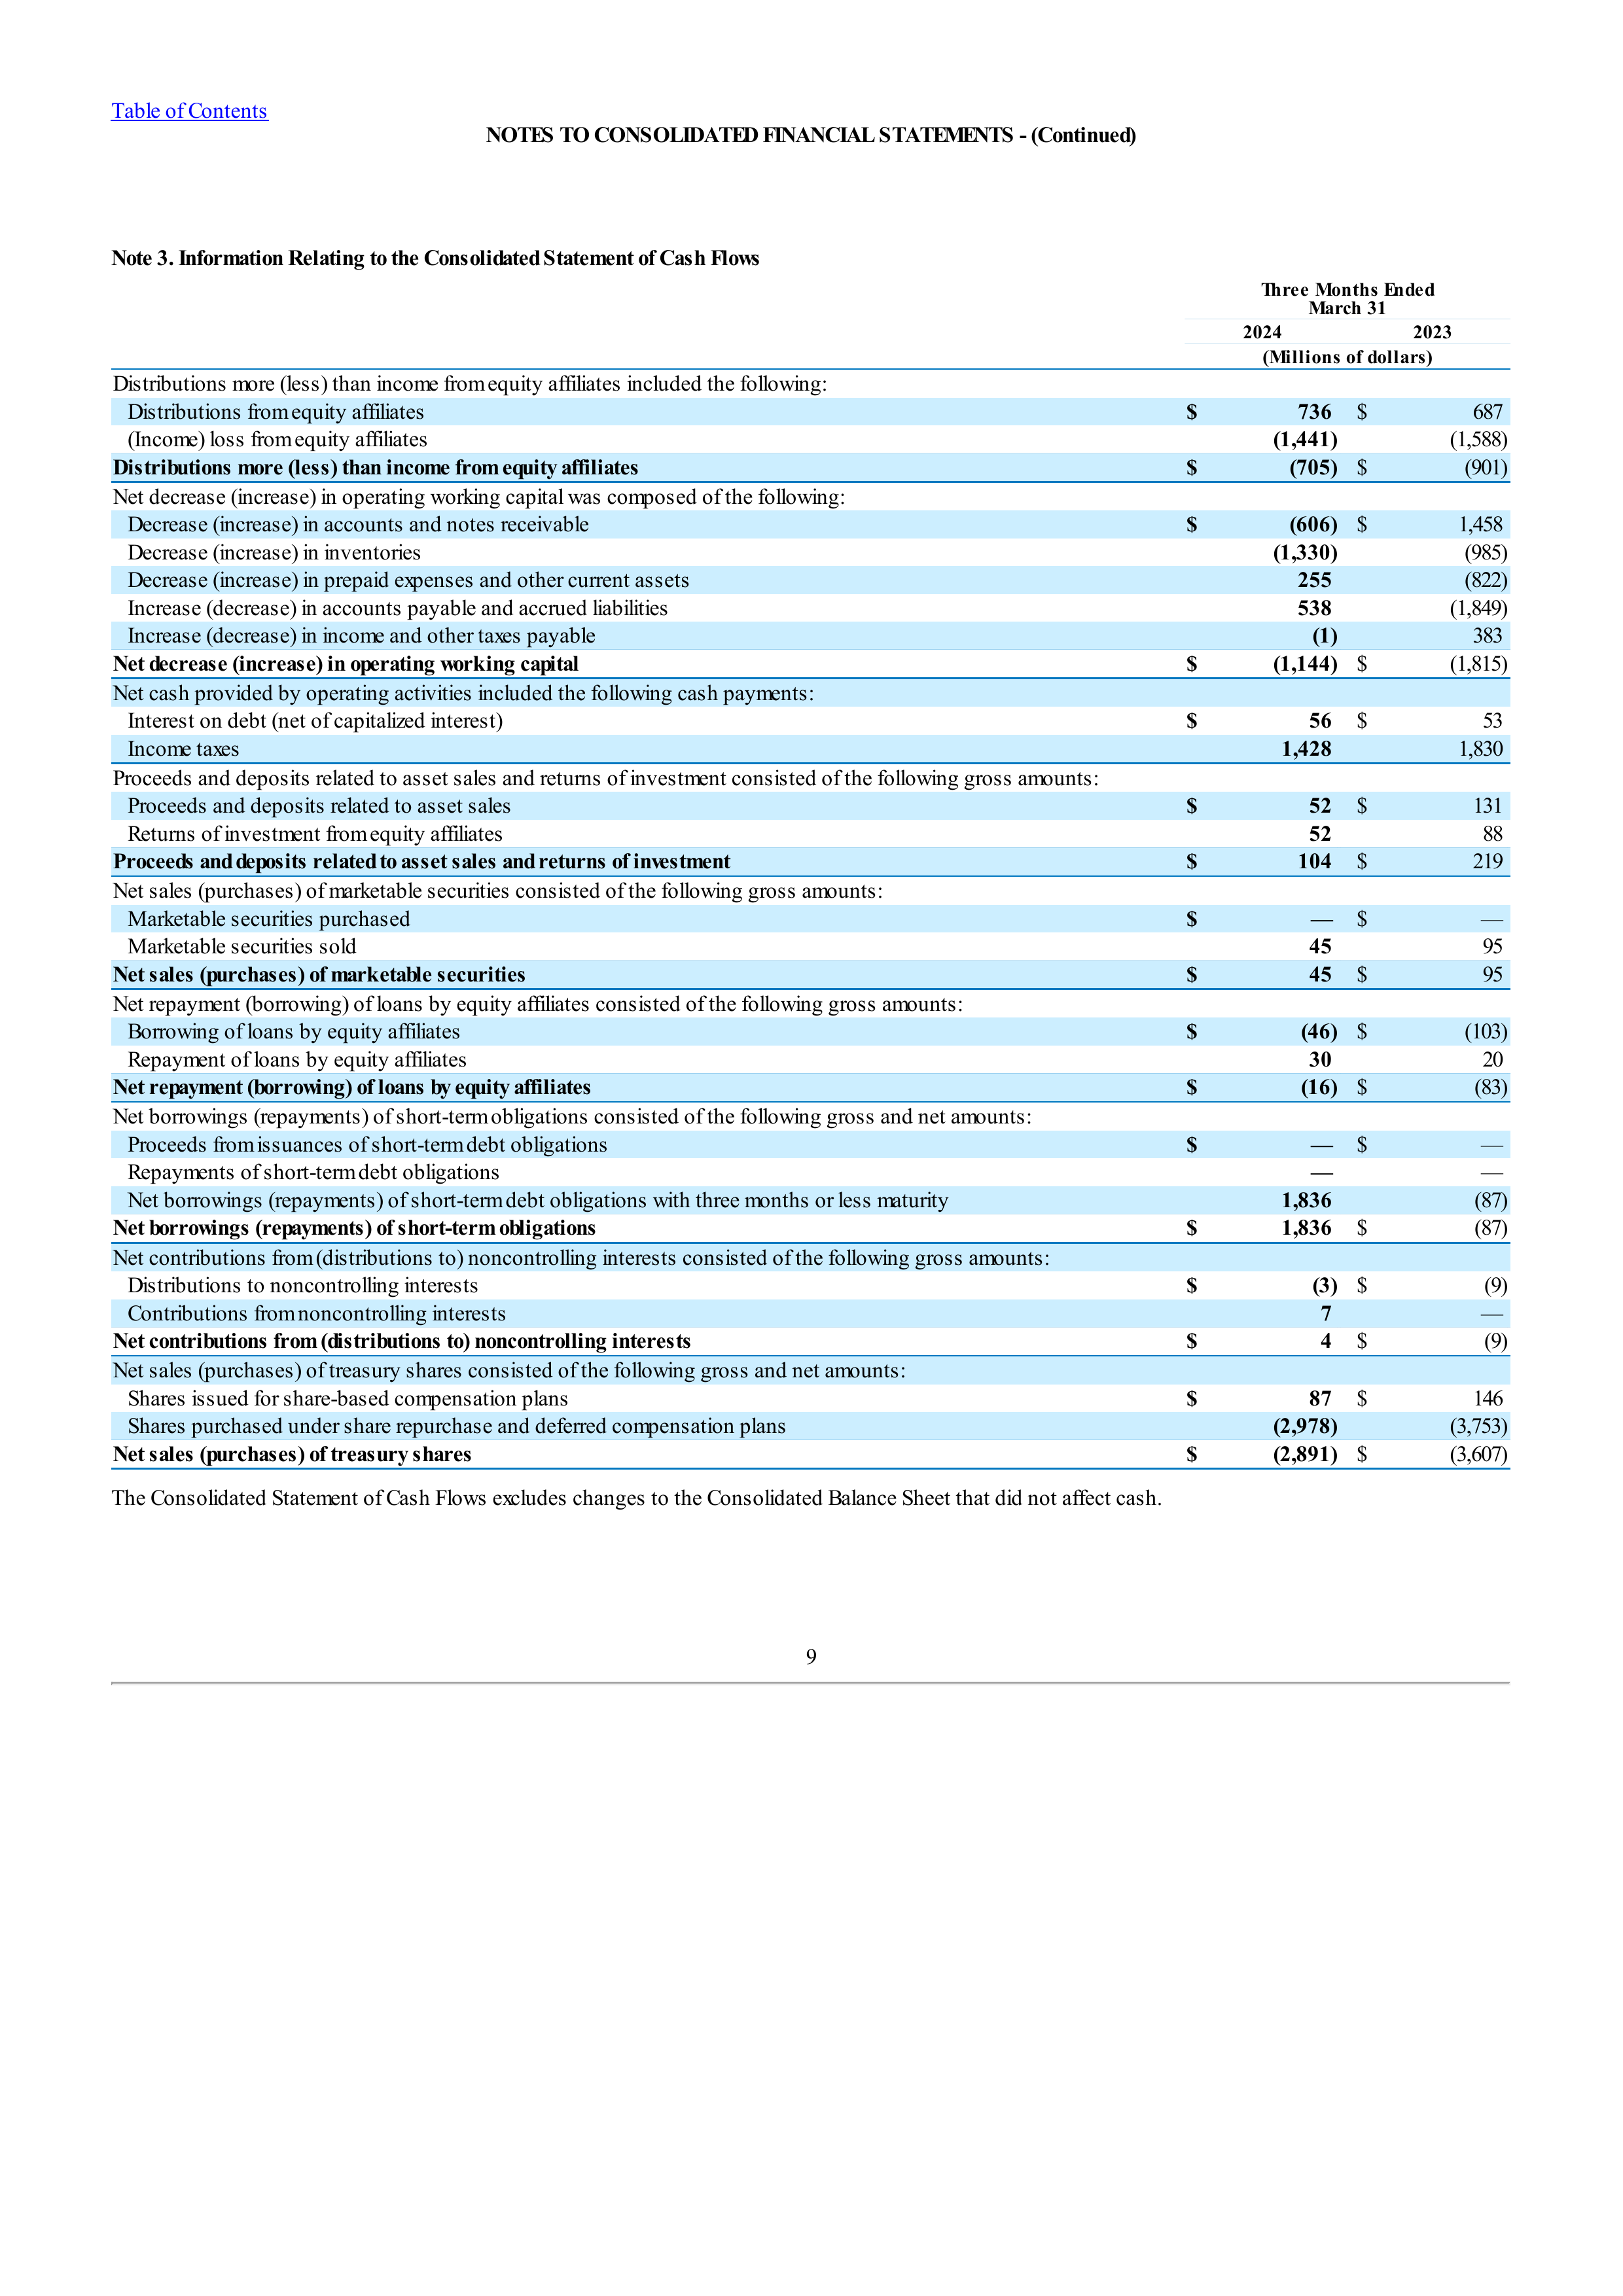 Table of Contents
NOTES TO CONSOLIDATED FINANCIAL STATEMENTS - (Continued)
Note 3. Information Relating to the Consolidated Statement of Cash Flows
Three Months Ended
March 31
2024 2023
(Millions of dollars)
Distributions more (less) than income from equity affiliates included the following:
Distributions from equity affiliates $ 736 $ 687
(Income) loss from equity affiliates (1,441) (1,588)
Distributions more (less) than income from equity affiliates $ (705) $ (901)
Net decrease (increase) in operating working capital was composed of the following:
Decrease (increase) in accounts and notes receivable $ (606) $ 1,458
Decrease (increase) in inventories (1,330) (985)
Decrease (increase) in prepaid expenses and other current assets 255 (822)
Increase (decrease) in accounts payable and accrued liabilities 538 (1,849)
Increase (decrease) in income and other taxes payable (1) 383
Net decrease (increase) in operating working capital $ (1,144) $ (1,815)
Net cash provided by operating activities included the following cash payments:
Interest on debt (net of capitalized interest) $ 56 $ 53
Income taxes 1,428 1,830
Proceeds and deposits related to asset sales and returns of investment consisted of the following gross amounts:
Proceeds and deposits related to asset sales $ 52 $ 131
Returns of investment from equity affiliates 52 88
Proceeds and deposits related to asset sales and returns of investment $ 104 $ 219
Net sales (purchases) of marketable securities consisted of the following gross amounts:
Marketable securities purchased $ — $ —
Marketable securities sold 45 95
Net sales (purchases) of marketable securities $ 45 $ 95
Net repayment (borrowing) of loans by equity affiliates consisted of the following gross amounts:
Borrowing of loans by equity affiliates $ (46) $ (103)
Repayment of loans by equity affiliates 30 20
Net repayment (borrowing) of loans by equity affiliates $ (16) $ (83)
Net borrowings (repayments) of short-term obligations consisted of the following gross and net amounts:
Proceeds from issuances of short-term debt obligations $ — $ —
Repayments of short-term debt obligations — —
Net borrowings (repayments) of short-term debt obligations with three months or less maturity 1,836 (87)
Net borrowings (repayments) of short-term obligations $ 1,836 $ (87)
Net contributions from (distributions to) noncontrolling interests consisted of the following gross amounts:
Distributions to noncontrolling interests $ (3) $ (9)
Contributions from noncontrolling interests 7 —
Net contributions from (distributions to) noncontrolling interests $ 4 $ (9)
Net sales (purchases) of treasury shares consisted of the following gross and net amounts:
Shares issued for share-based compensation plans $ 87 $ 146
Shares purchased under share repurchase and deferred compensation plans (2,978) (3,753)
Net sales (purchases) of treasury shares $ (2,891) $ (3,607)
The Consolidated Statement of Cash Flows excludes changes to the Consolidated Balance Sheet that did not affect cash.
9